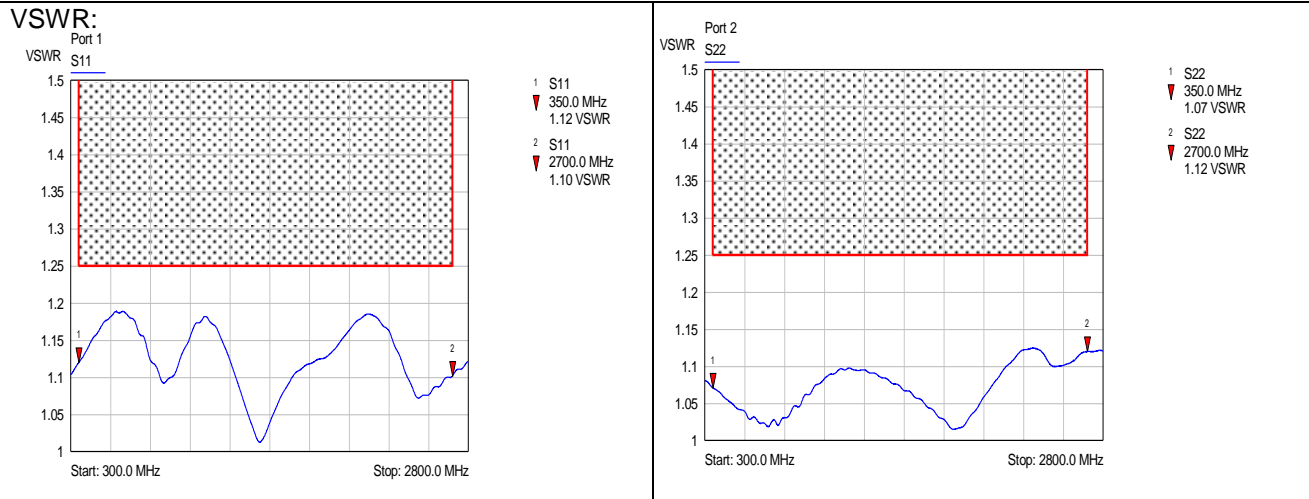 VSWR:
Port 1
VSWR S11
1.5
1.45
1.4
1.35
1.3
1.25
1.2
1.15
1.1
1.05
1
1
2
Start: 300.0 MHz Stop: 2800.0 MHz
1 S11
350.0 MHz
1.12 VSWR
2 S11
2700.0 MHz
1.10 VSWR
Port 2
VSWR S22
1.5
1.45
1.4
1.35
1.3
1.25
1.2
1.15
1.1
1.05
1
1
2
Start: 300.0 MHz Stop: 2800.0 MHz
1 S22
350.0 MHz
1.07 VSWR
2 S22
2700.0 MHz
1.12 VSWR